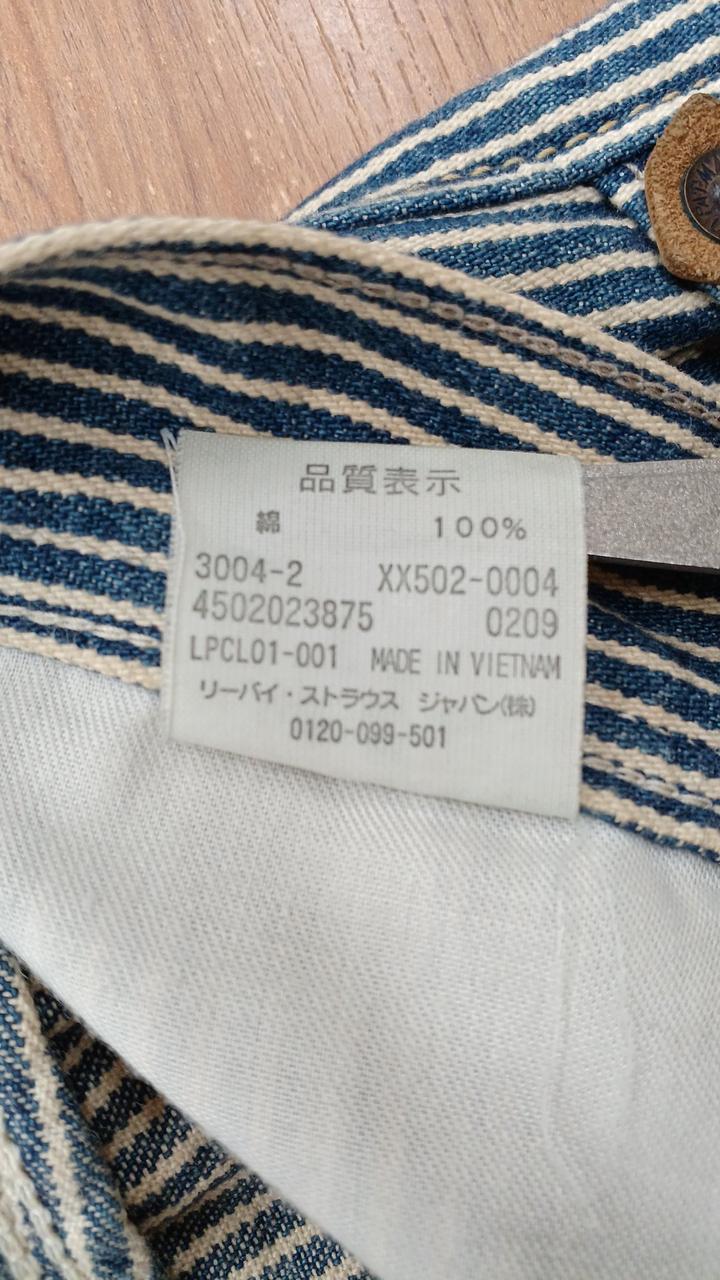 品質表示
綿 100%
3004-2 XX502-0004
4502023875 0209
LPCL01-001 MADE IN VIETNAM
リーバイ・ストラウス ジャパン(株)
0120-099-501